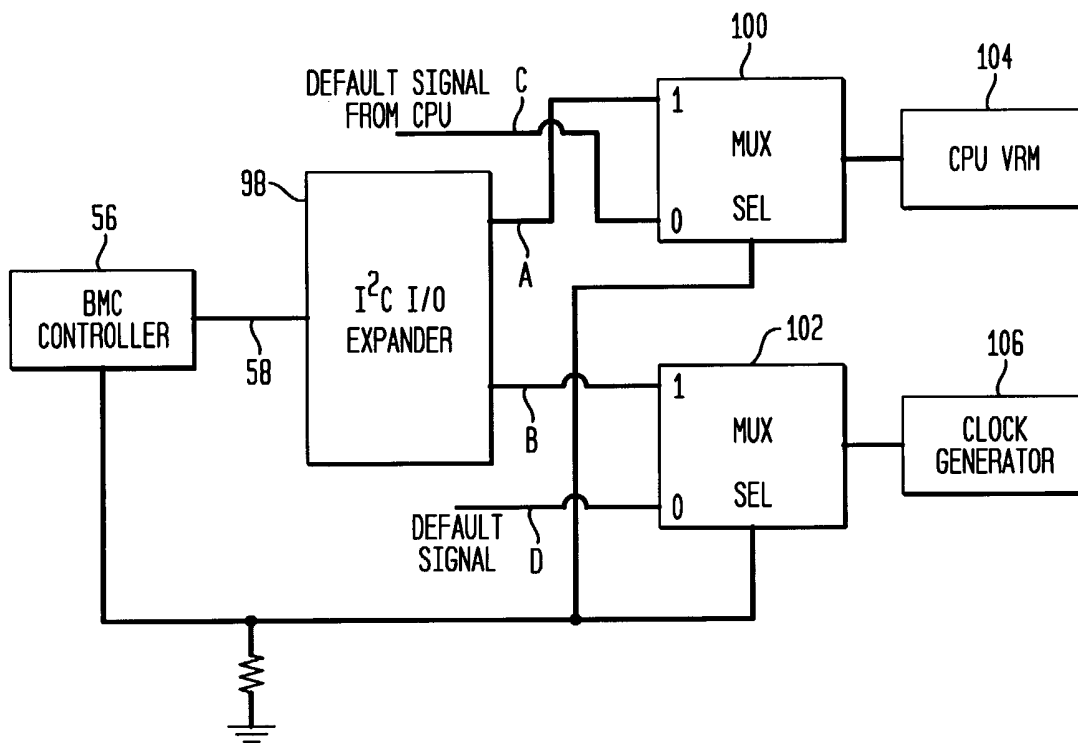 100
104
DEFAULT SIGNAL
FROM CPU
C
1
MUX
CPU VRM
98
0
SEL
56
A
BMC
CONTROLLER
I²C I/O
EXPANDER
58
102
106
B
1
MUX
CLOCK
GENERATOR
SEL
0
DEFAULT
SIGNAL
D